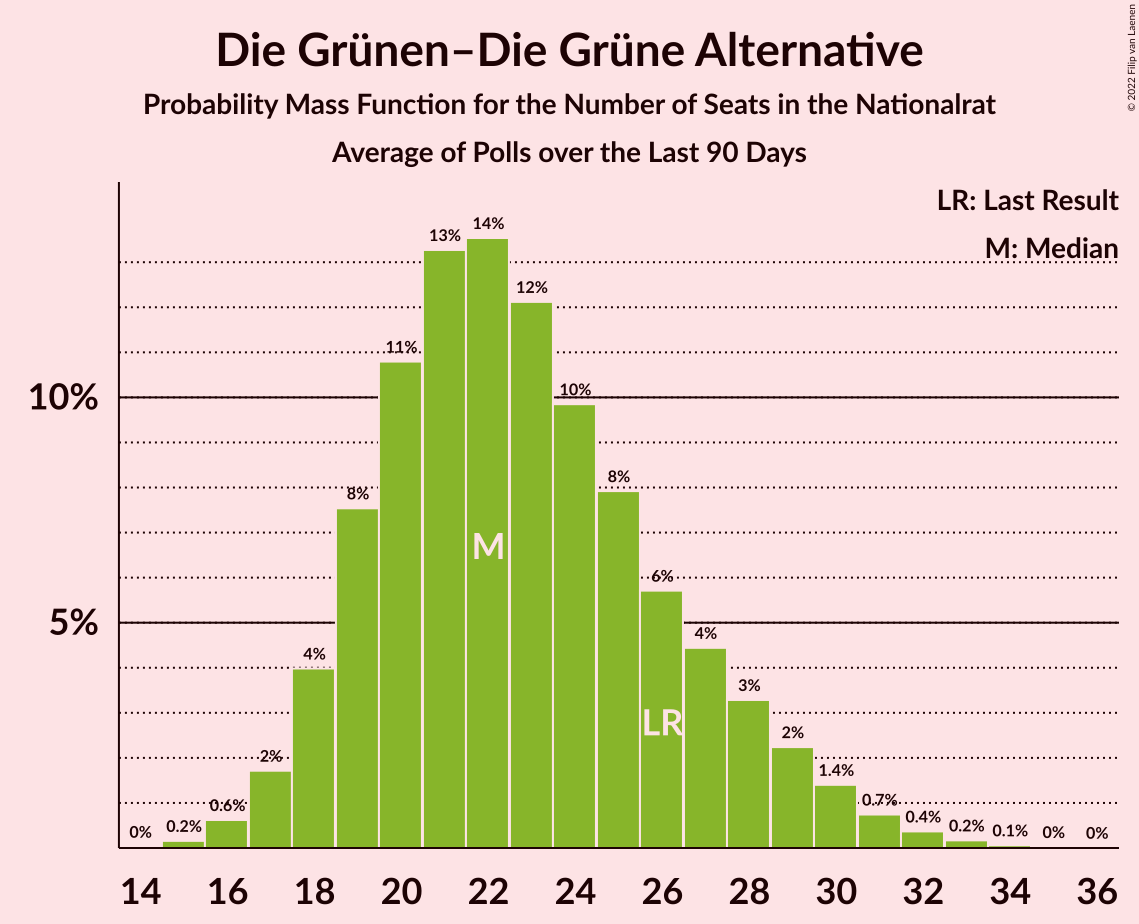 Die Grünen–Die Grüne Alternative
Probability Mass Function for the Number of Seats in the Nationalrat
Average of Polls over the Last 90 Days
© 2022 Filip van Laenen
LR: Last Result
M: Median
10%
5%
0%
0.2%
0.6%
2%
4%
8%
11%
13%
14%
12%
10%
8%
6%
4%
3%
2%
1.4%
0.7%
0.4%
0.2%
0.1%
0%
0%
M
LR
14 16 18 20 22 24 26 28 30 32 34 36